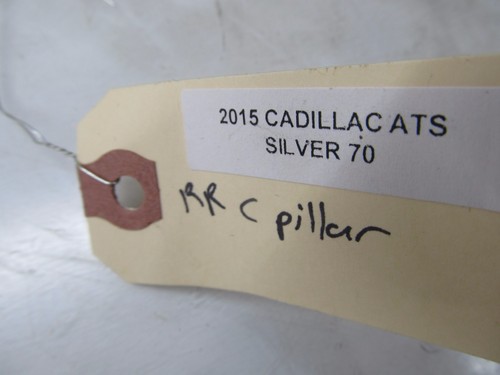 2015 CADILLAC ATS
SILVER 70
RR C pillar